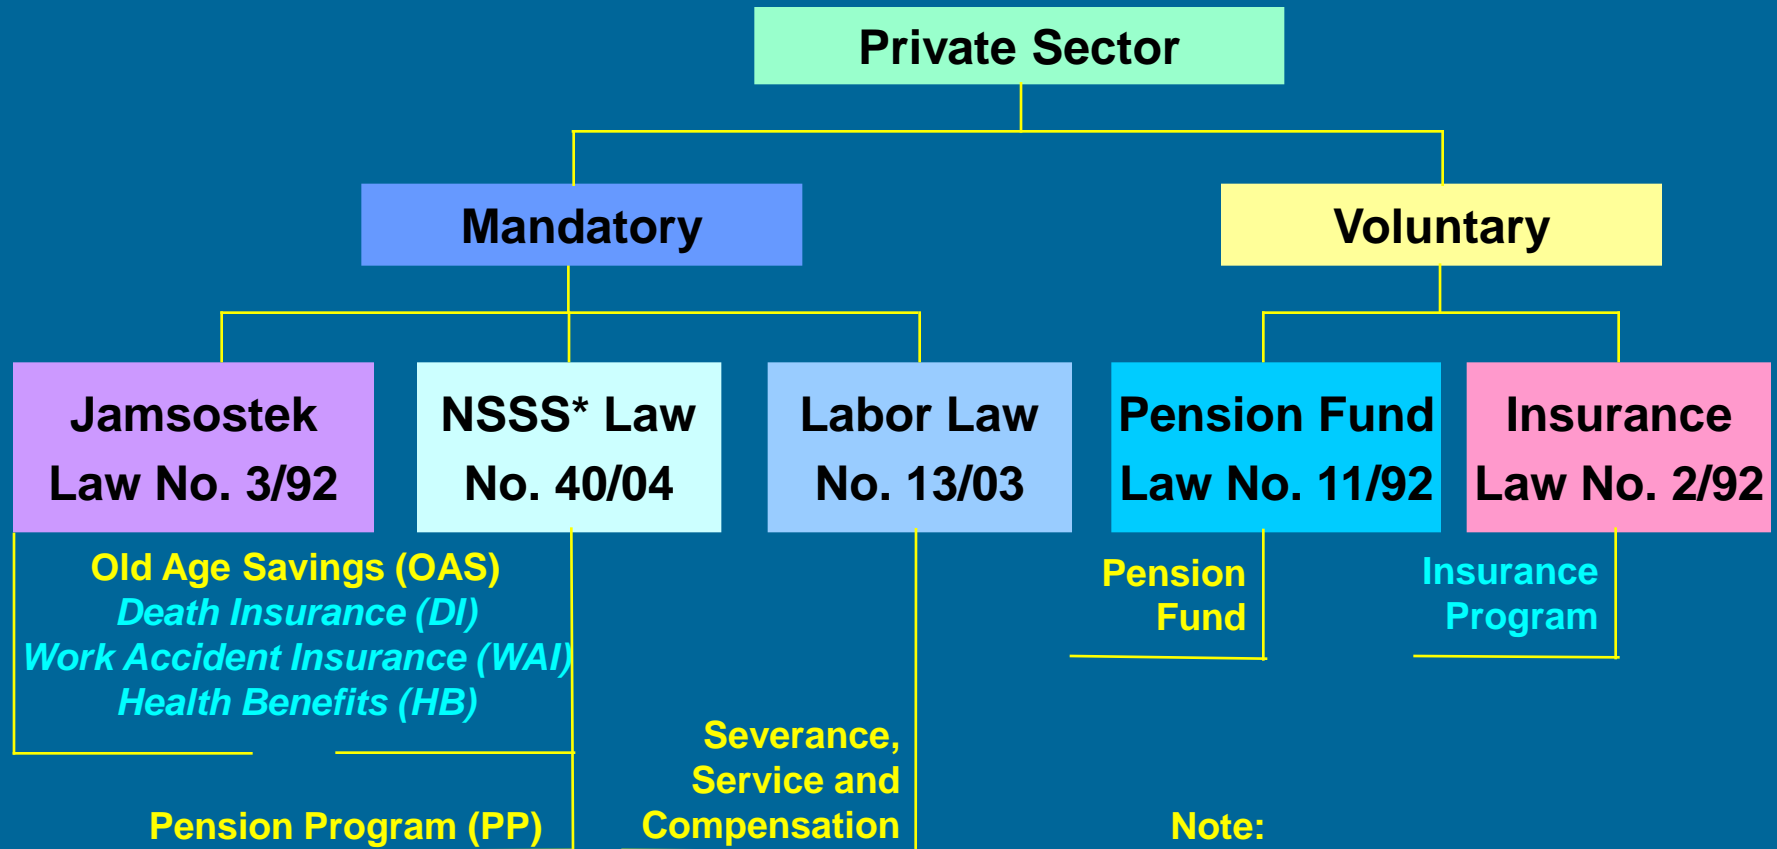 Private Sector
Mandatory
Voluntary
Jamsostek
Law No. 3/92
NSSS* Law
No. 40/04
Labor Law
No. 13/03
Pension Fund
Law No. 11/92
Insurance
Law No. 2/92
Old Age Savings (OAS)
Death Insurance (DI)
Work Accident Insurance (WAI)
Health Benefits (HB)
Pension Program (PP)
Severance,
Service and
Compensation
Pension
Fund
Insurance
Program
Note: